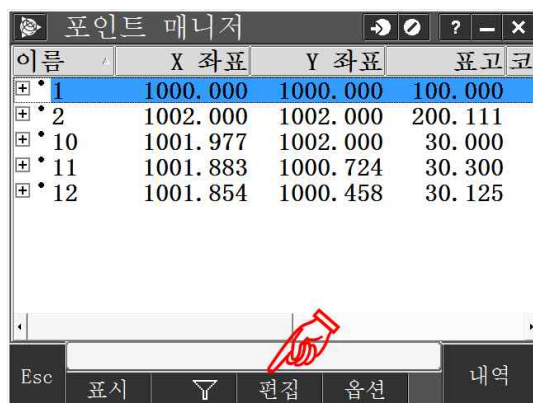 포인트 매니저 ? – ×
이름 X 좌표 Y 좌표 표고 코
1 1000.000 1000.000 100.000
2 1002.000 1002.000 200.111
10 1001.977 1002.000 30.000
11 1001.883 1000.724 30.300
12 1001.854 1000.458 30.125
Esc 표시 편집 옵션 내역